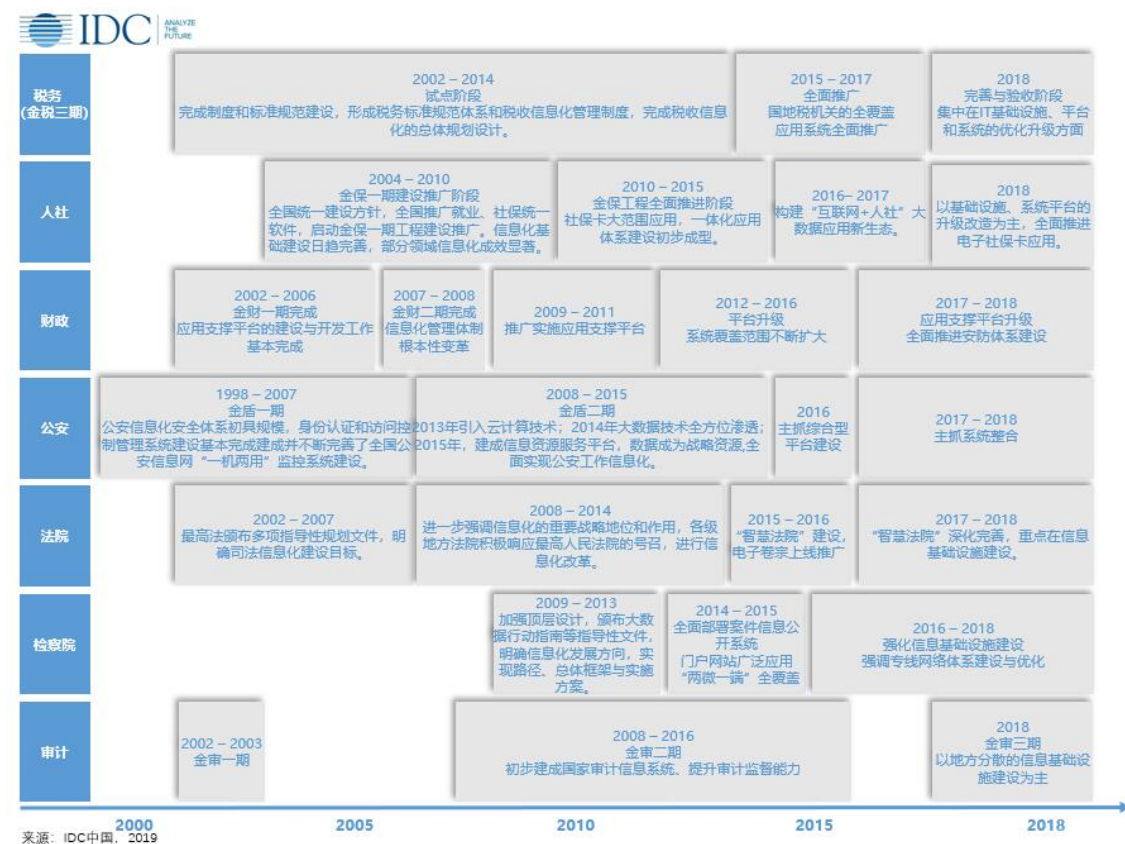 IDC
ANALYZE
THE
FUTURE
税务
(金税三期)
2002 – 2014
试点阶段
完成制度和标准规范建设，形成税务标准规范体系和税收信息化管理制度，完成税收信息
化的总体规划设计。
2015 – 2017
全面推广
国地税机关的全覆盖
应用系统全面推广
2018
完善与验收阶段
集中在IT基础设施、平台
和系统的优化升级方面
人社
2004 – 2010
金保一期建设推广阶段
全国统一建设方针，全国推广就业、社保统一
软件，启动金保一期工程建设推广。信息化基
础建设日趋完善，部分领域信息化成效显著。
2010 – 2015
金保工程全面推进阶段
社保卡大范围应用，一体化应用
体系建设初步成型。
2016– 2017
构建“互联网+人社”大
数据应用新生态。
2018
以基础设施、系统平台的
升级改造为主，全面推进
电子社保卡应用。
财政
2002 – 2006
金财一期完成
应用支撑平台的建设与开发工作
基本完成
2007 – 2008
金财二期完成
信息化管理体制
根本性变革
2009 – 2011
推广实施应用支撑平台
2012 – 2016
平台升级
系统覆盖范围不断扩大
2017 – 2018
应用支撑平台升级
全面推进安防体系建设
公安
1998 – 2007
金盾一期
公安信息化安全体系初具规模，身份认证和访问控
制管理系统建设基本完成建成并不断完善了全国公
安信息网“一机两用”监控系统建设。
2008 – 2015
金盾二期
2013年引入云计算技术；2014年大数据技术全方位渗透；
2015年，建成信息资源服务平台，数据成为战略资源,全
面实现公安工作信息化。
2016
主抓综合型
平台建设
2017 – 2018
主抓系统整合
法院
2002 – 2007
最高法颁布多项指导性规划文件，明
确司法信息化建设目标。
2008 – 2014
进一步强调信息化的重要战略地位和作用，各级
地方法院积极响应最高人民法院的号召，进行信
息化改革。
2015 – 2016
“智慧法院”建设，
电子卷宗上线推广
2017 – 2018
“智慧法院”深化完善，重点在信息
基础设施建设。
检察院
2009 – 2013
加强顶层设计，颁布大数
据行动指南等指导性文件，
明确信息化发展方向，实
现路径、总体框架与实施
方案。
2014 – 2015
全面部署案件信息公
开系统
门户网站广泛应用
“两微一端”全覆盖
2016 – 2018
强化信息基础设施建设
强调专线网络体系建设与优化
审计
2002 – 2003
金审一期
2008 – 2016
金审二期
初步建成国家审计信息系统、提升审计监督能力
2018
金审三期
以地方分散的信息基础设
施建设为主
2000
2005
2010
2015
2018
来源：IDC中国，2019